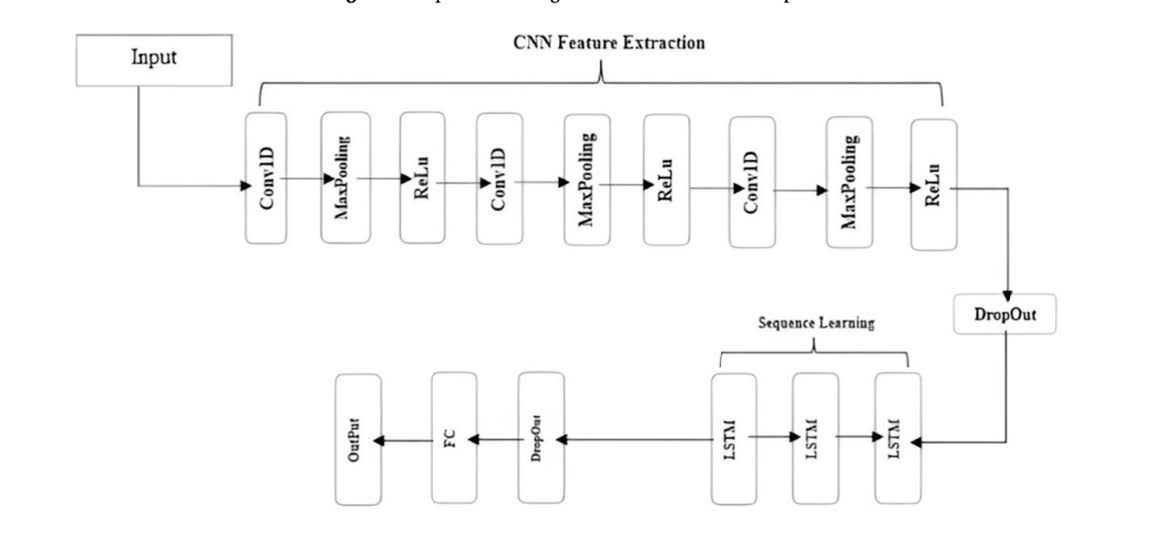 Input
CNN Feature Extraction
Conv1D
MaxPooling
ReLu
Conv1D
MaxPooling
ReLu
Conv1D
MaxPooling
ReLu
DropOut
Sequence Learning
LSTM
LSTM
LSTM
DropOut
FC
OutPut